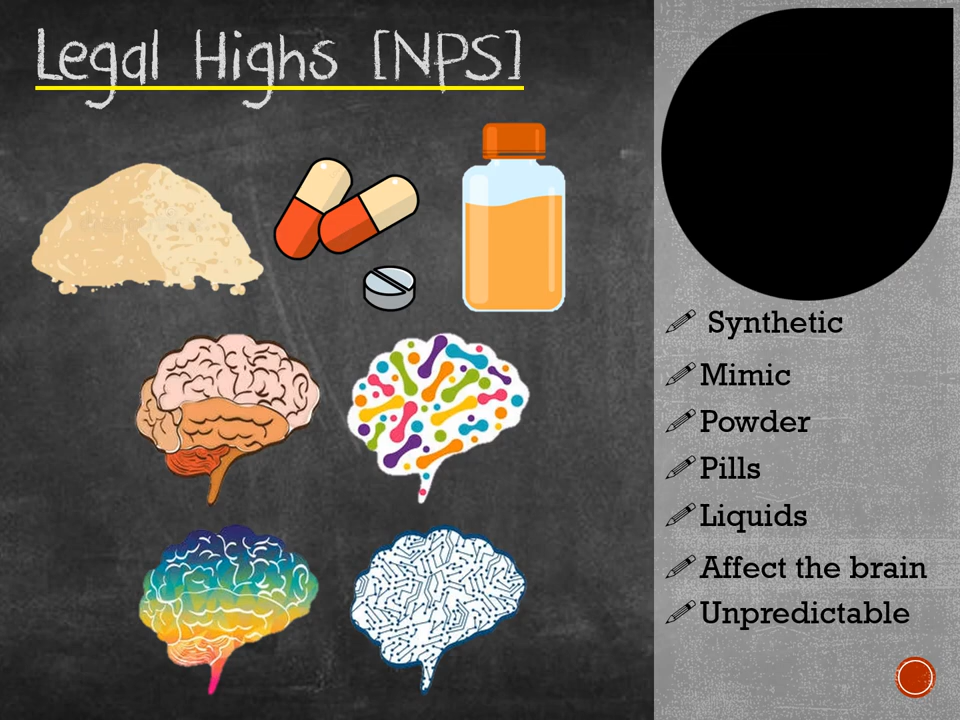 Legal Highs [NPS]
Synthetic
Mimic
Powder
Pills
Liquids
Affect the brain
Unpredictable